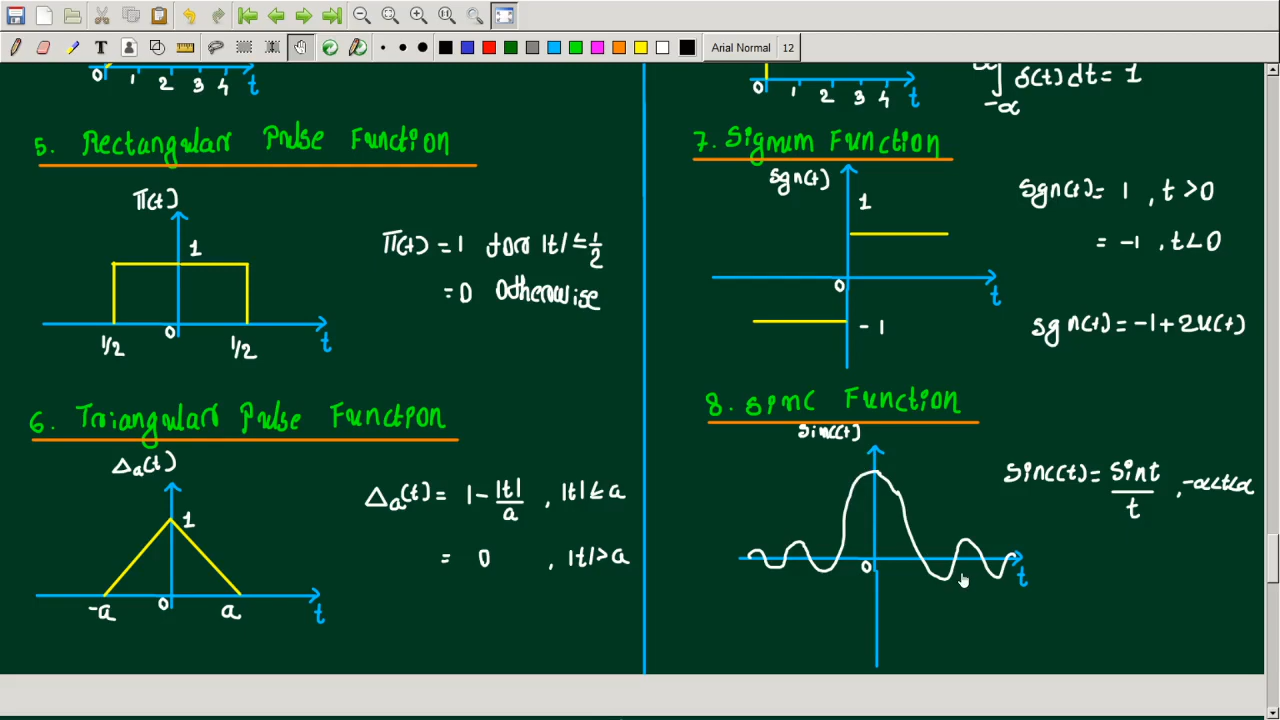 Arial Normal 12
0 1 2 3 4 t
5. Rectangular Pulse Function
π(t)
1
0
1/2 1/2 t
π(t) = 1 for |t| ≤ 1/2
= 0 Otherwise
6. Triangular Pulse Function
Δa(t)
1
-a 0 a t
Δa(t) = 1 - |t|/a , |t| ≤ a
= 0 , |t| > a
0 1 2 3 4 t
∫ δ(t) dt = 1
-α
7. Signum Function
Sgn(t)
1
0
t
-1
Sgn(t) = 1 , t > 0
= -1 , t < 0
Sgn(t) = -1 + 2u(t)
8. Sinc Function
Sinc(t)
0
t
Sinc(t) = Sint/t , -α<t<α